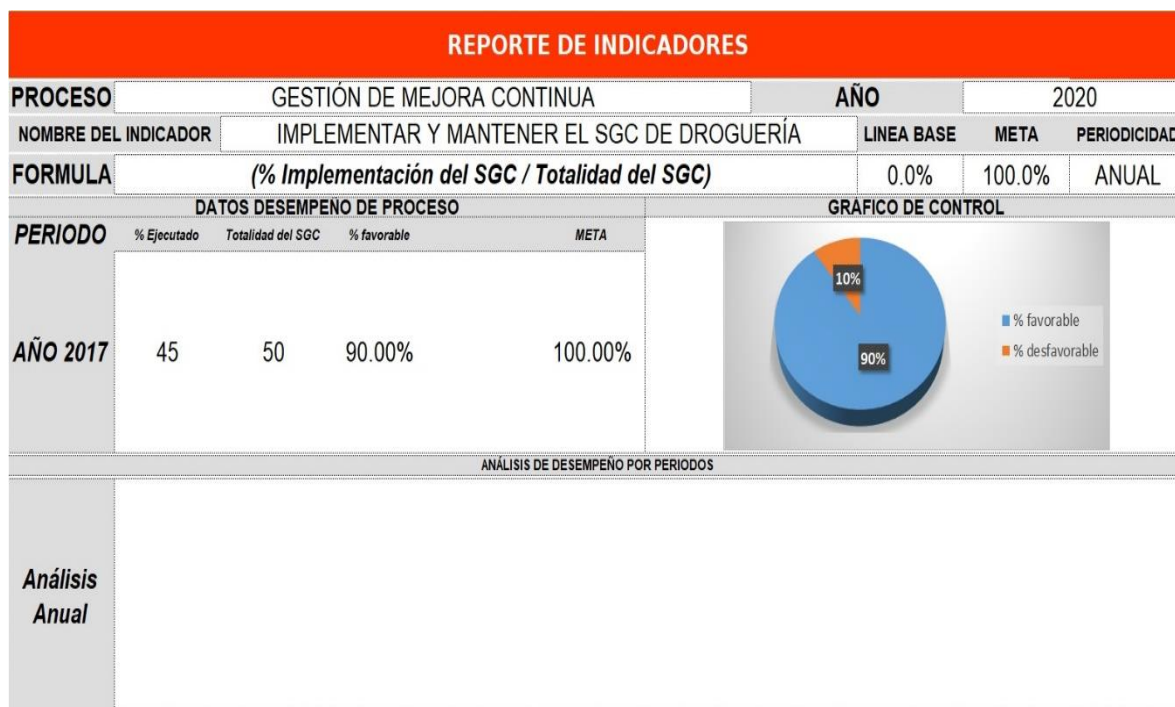 REPORTE DE INDICADORES
PROCESO GESTIÓN DE MEJORA CONTINUA AÑO 2020
NOMBRE DEL INDICADOR IMPLEMENTAR Y MANTENER EL SGC DE DROGUERÍA LINEA BASE META PERIODICIDAD
FORMULA (% Implementación del SGC / Totalidad del SGC) 0.0% 100.0% ANUAL
DATOS DESEMPEÑO DE PROCESO GRÁFICO DE CONTROL
PERIODO % Ejecutado Totalidad del SGC % favorable META
10%
% favorable
AÑO 2017 45 50 90.00% 100.00% 90% % desfavorable
ANÁLISIS DE DESEMPEÑO POR PERIODOS
Análisis
Anual